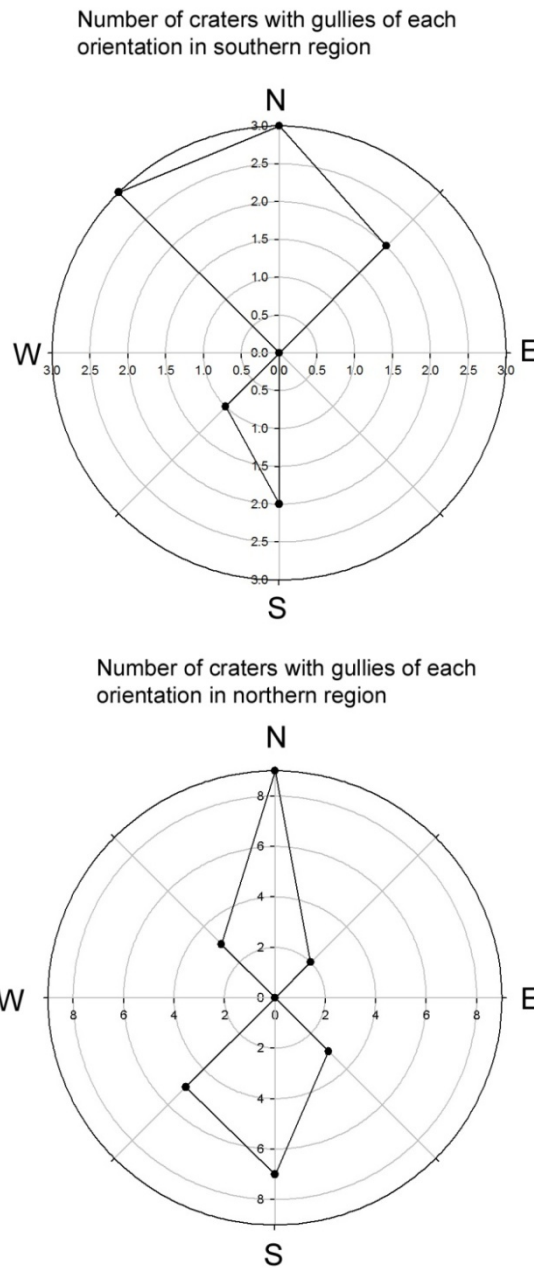 Number of craters with gullies of each
orientation in southern region
N
3.0
2.5
2.0
1.5
1.0
0.5
W 0.0 E
3.0 2.5 2.0 1.5 1.0 0.5 0.0 0.5 1.0 1.5 2.0 2.5 3.0
0.5
1.0
1.5
2.0
2.5
3.0
S
Number of craters with gullies of each
orientation in northern region
N
8
6
4
2
W 0 E
8 6 4 2 0 2 4 6 8
2
4
6
8
S